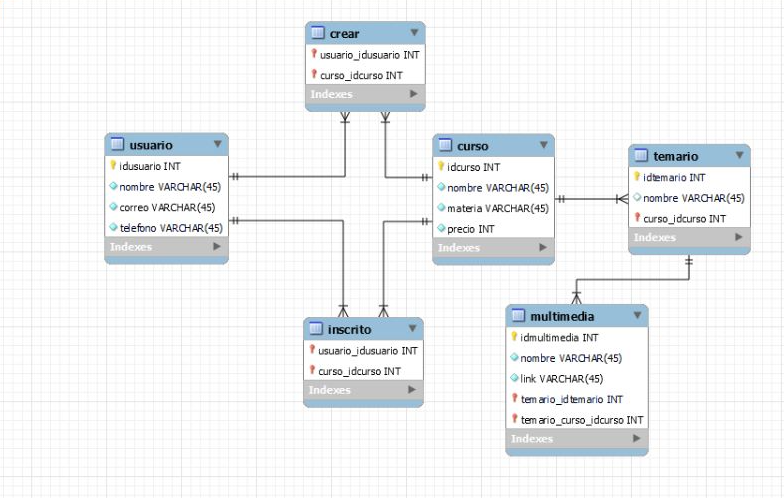 crear
usuario_idusuario INT
curso_idcurso INT
Indexes
usuario
idusuario INT
nombre VARCHAR(45)
correo VARCHAR(45)
telefono VARCHAR(45)
Indexes
curso
idcurso INT
nombre VARCHAR(45)
materia VARCHAR(45)
precio INT
Indexes
temario
idtemario INT
nombre VARCHAR(45)
curso_idcurso INT
Indexes
inscrito
usuario_idusuario INT
curso_idcurso INT
Indexes
multimedia
idmultimedia INT
nombre VARCHAR(45)
link VARCHAR(45)
temario_idtemario INT
temario_curso_idcurso INT
Indexes